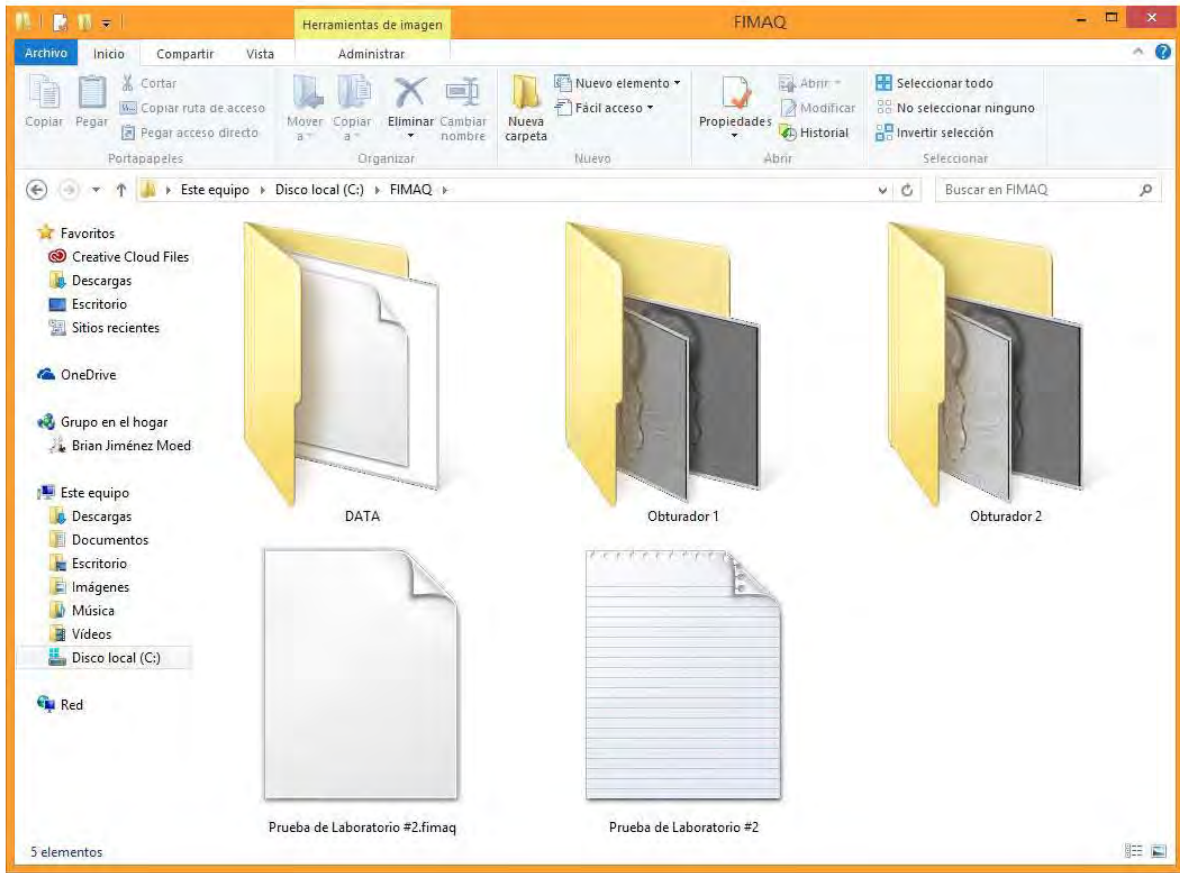 Herramientas de imagen
FIMAQ
Archivo Inicio Compartir Vista Administrar
Copiar
Pegar
Cortar
Copiar ruta de acceso
Pegar acceso directo
Portapapeles
Mover a
Copiar a
Eliminar
Cambiar nombre
Organizar
Nueva carpeta
Nuevo elemento
Fácil acceso
Nuevo
Propiedades
Abrir
Modificar
Historial
Abrir
Seleccionar todo
No seleccionar ninguno
Invertir selección
Seleccionar
Este equipo Disco local (C:) FIMAQ
Buscar en FIMAQ
Favoritos
Creative Cloud Files
Descargas
Escritorio
Sitios recientes
OneDrive
Grupo en el hogar
Brian Jiménez Moed
Este equipo
Descargas
Documentos
Escritorio
Imágenes
Música
Vídeos
Disco local (C:)
Red
DATA
Obturador 1
Obturador 2
Prueba de Laboratorio #2.fimaq
Prueba de Laboratorio #2
5 elementos